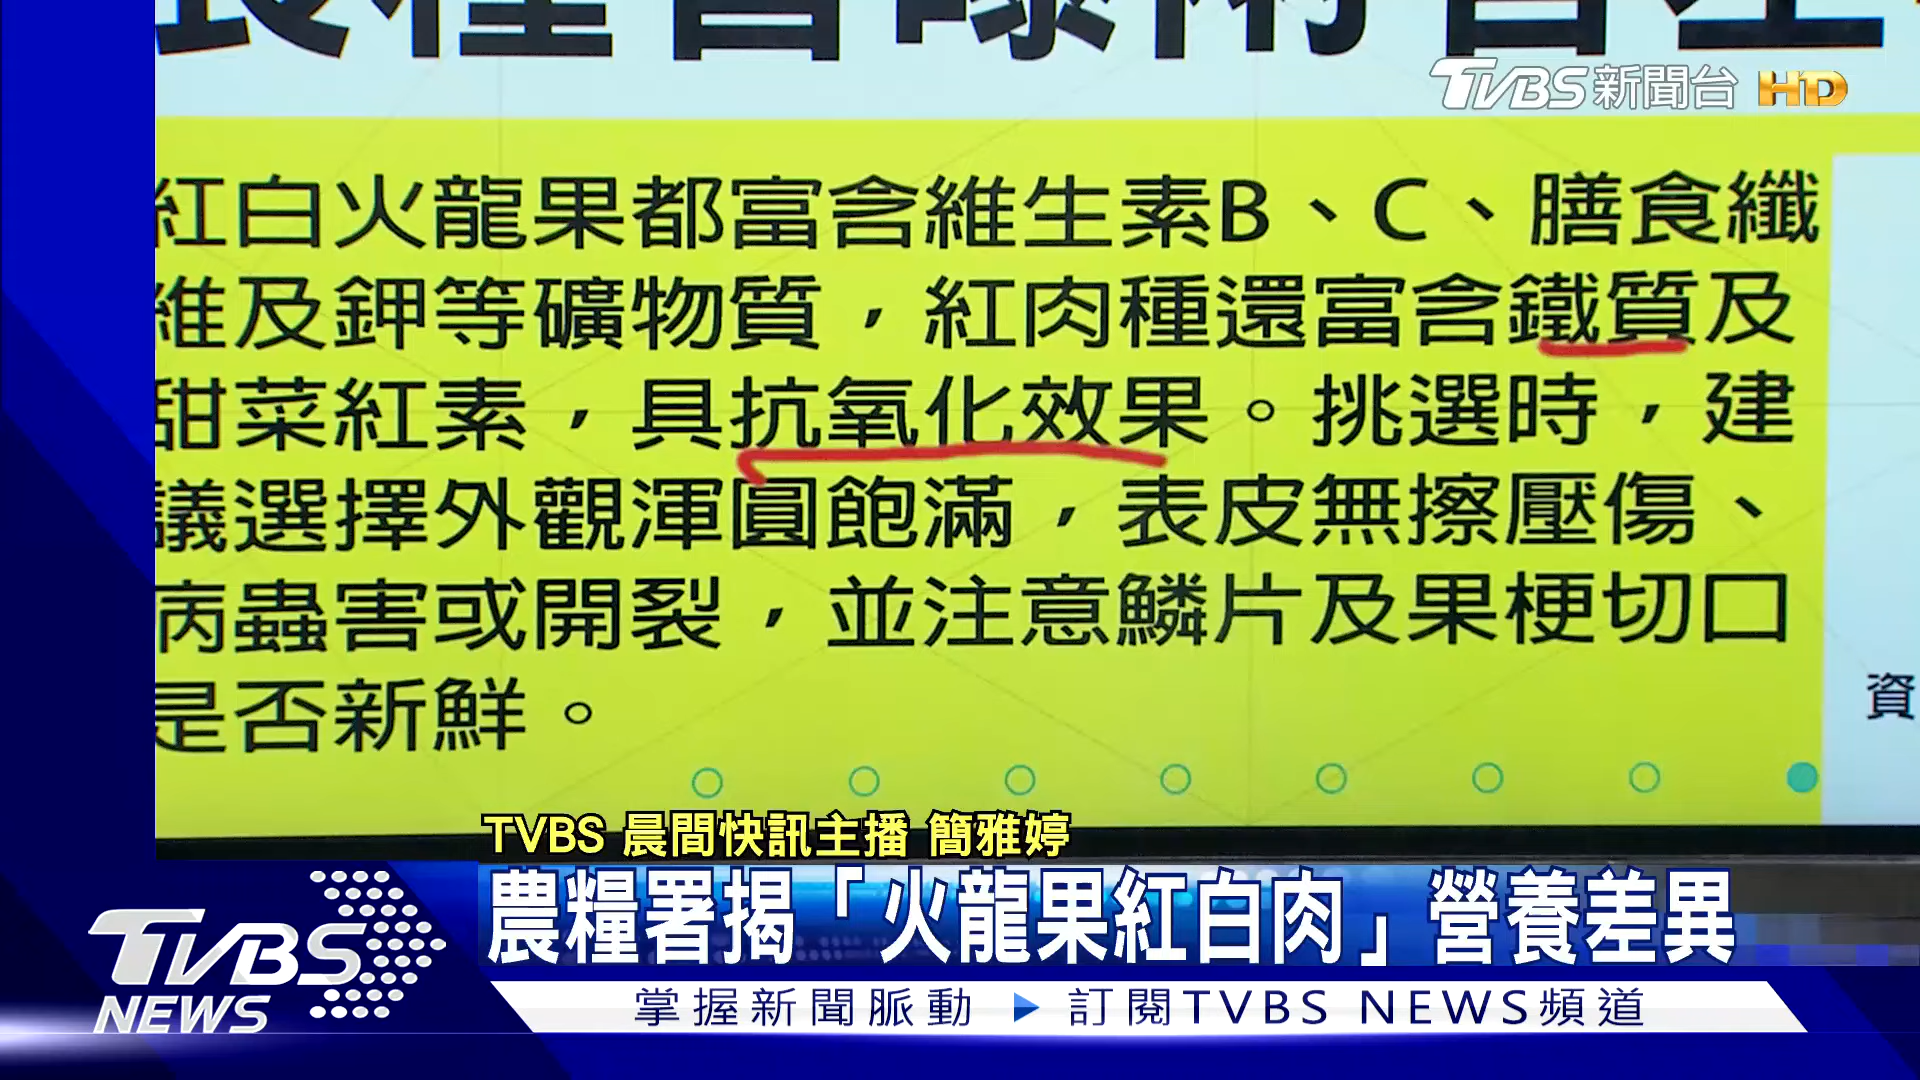 農糧署曝兩者差
TVBS新聞台 HD
紅白火龍果都富含維生素B、C、膳食纖
維及鉀等礦物質，紅肉種還富含鐵質及
甜菜紅素，具抗氧化效果。挑選時，建
議選擇外觀渾圓飽滿，表皮無擦壓傷、
病蟲害或開裂，並注意鱗片及果梗切口
是否新鮮。
資
TVBS 晨間快訊主播 簡雅婷
農糧署揭「火龍果紅白肉」營養差異
TVBS
NEWS
掌握新聞脈動 ▶ 訂閱TVBS NEWS頻道